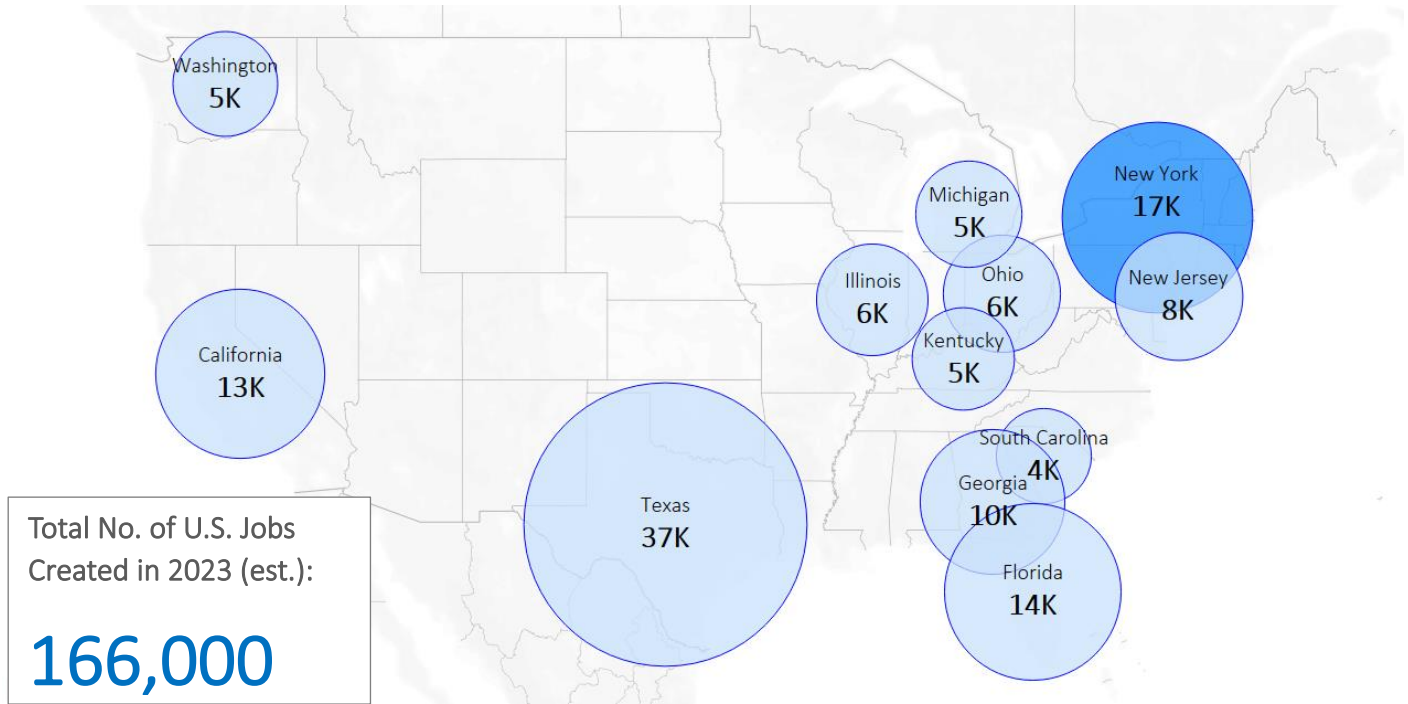 Washington
5K
New York
17K
Michigan
5K
New Jersey
8K
Ohio
6K
Illinois
6K
Kentucky
5K
California
13K
South Carolina
4K
Georgia
10K
Texas
37K
Florida
14K
Total No. of U.S. Jobs
Created in 2023 (est.):
166,000